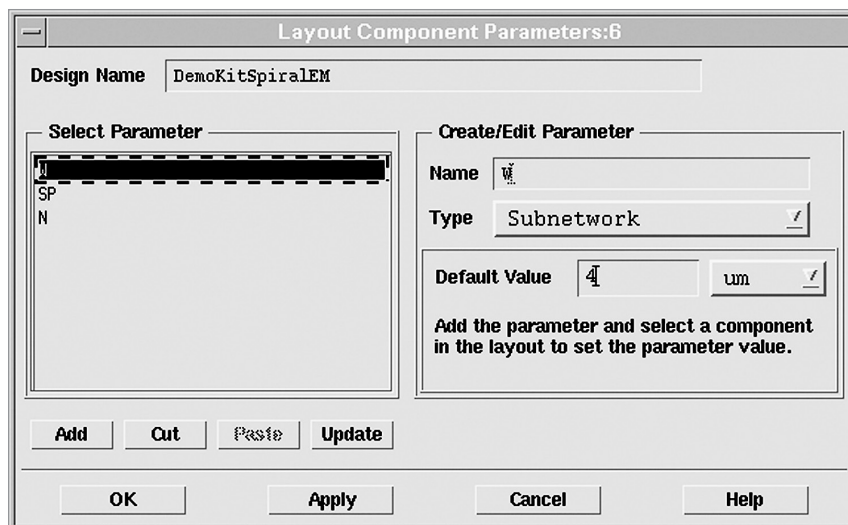 Layout Component Parameters:6
Design Name DemoKitSpiralEM
Select Parameter
W
SP
N
Create/Edit Parameter
Name W
Type Subnetwork
Default Value 4 um
Add the parameter and select a component
in the layout to set the parameter value.
Add Cut Paste Update
OK Apply Cancel Help